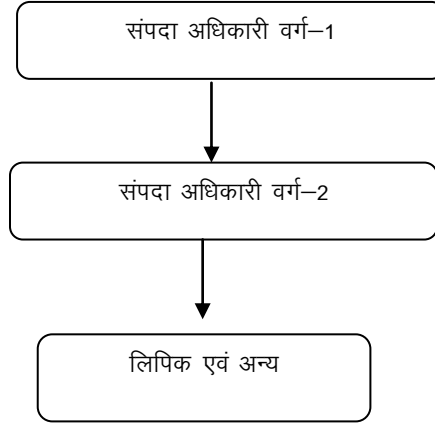 संपदा अधिकारी वर्ग–1
संपदा अधिकारी वर्ग–2
लिपिक एवं अन्य